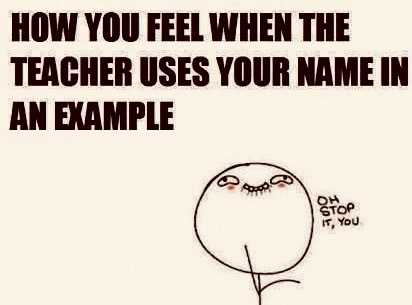 HOW YOU FEEL WHEN THE
TEACHER USES YOUR NAME IN
AN EXAMPLE
OH
STOP
IT, YOU.